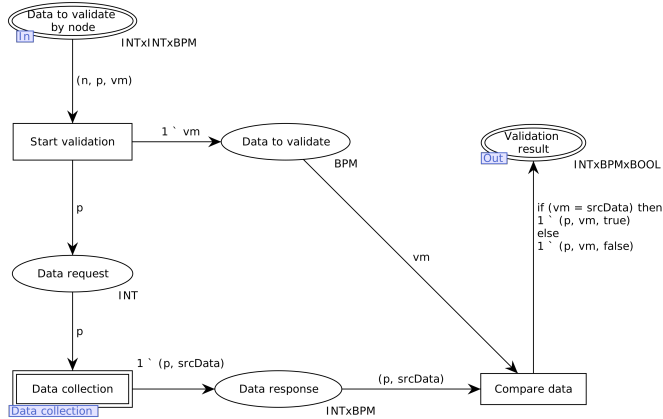 Data to validate
by node
In
INTxINTxBPM
(n, p, vm)
Start validation
1 ` vm
Data to validate
BPM
Validation
result
Out
INTxBPMxBOOL
p
if (vm = srcData) then
1 ` (p, vm, true)
else
1 ` (p, vm, false)
vm
Data request
INT
p
1 ` (p, srcData)
Data collection
Data collection
Data response
INTxBPM
(p, srcData)
Compare data